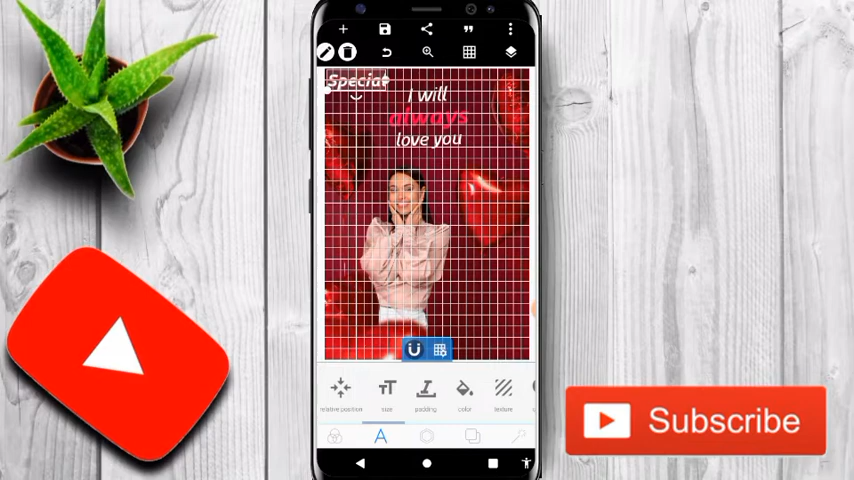 Special
i will
always
love you
relative position
size
padding
color
texture
Subscribe